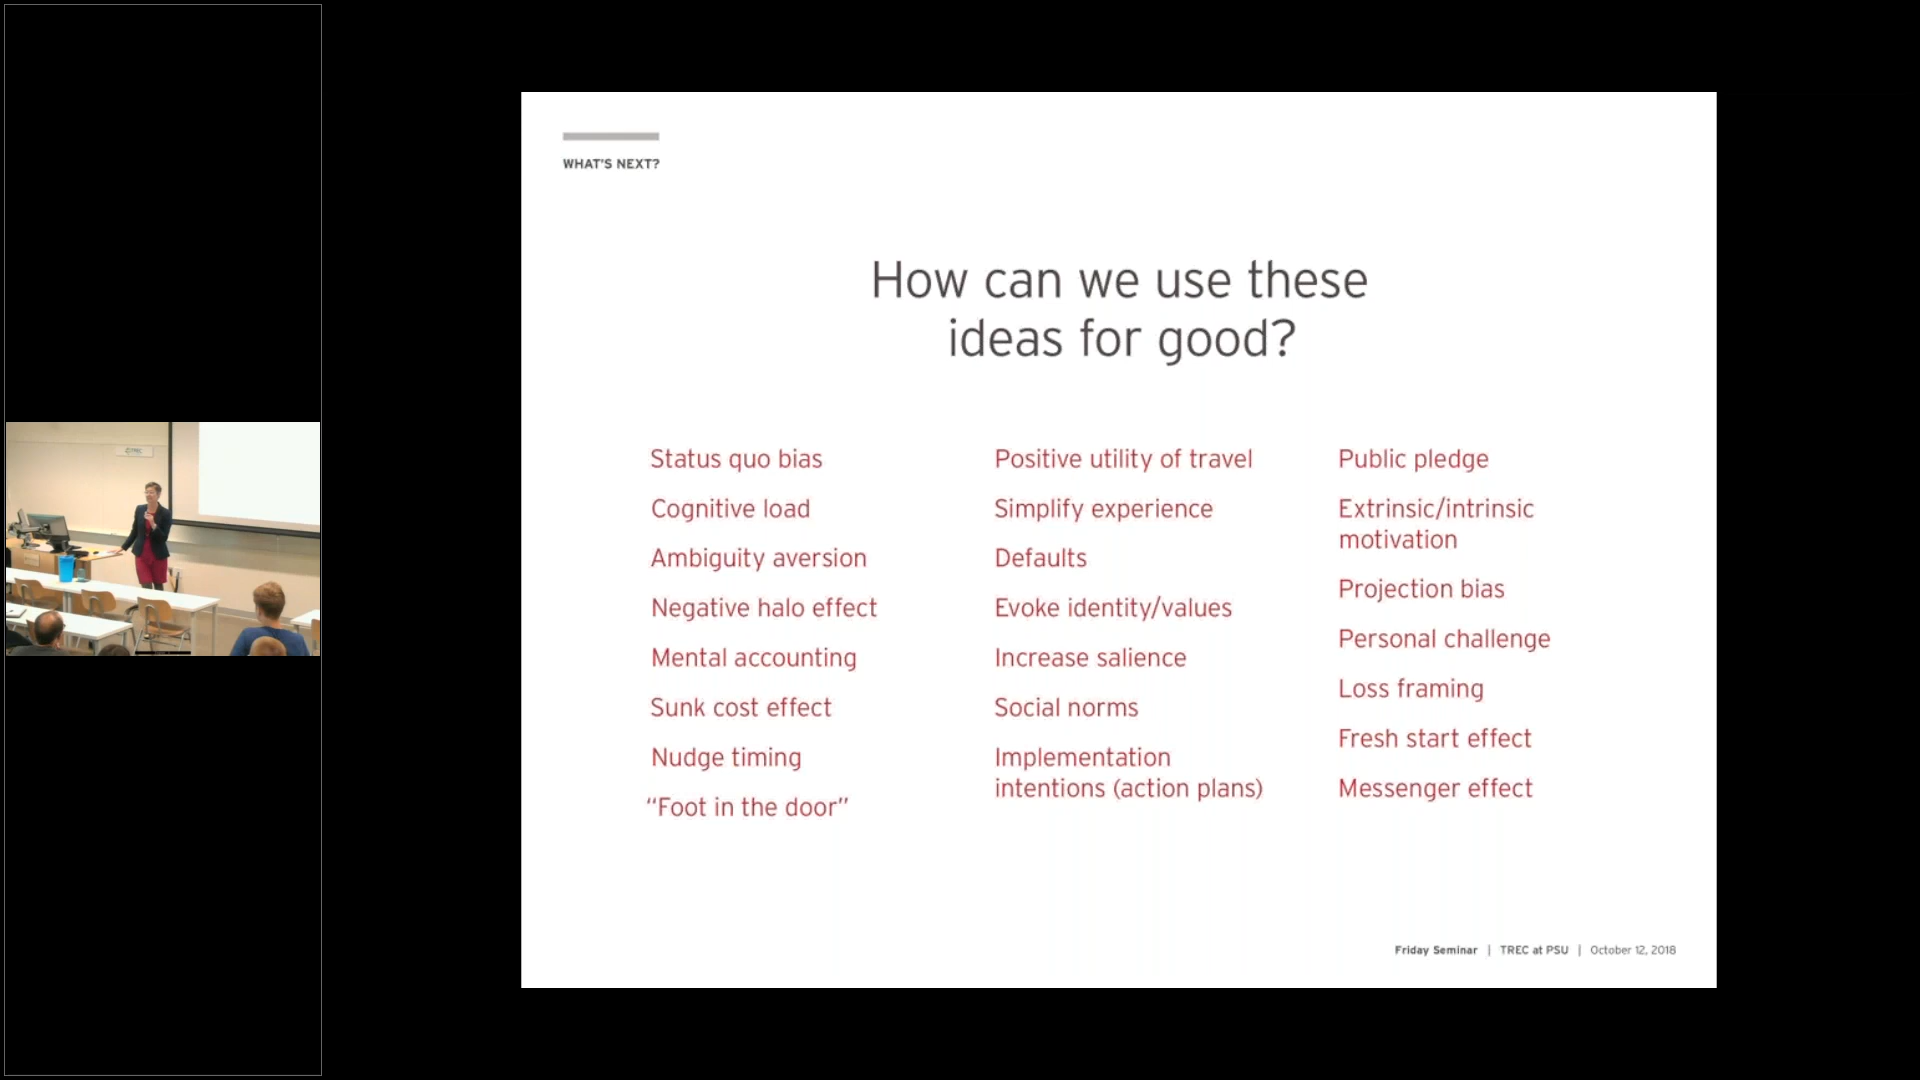 WHAT'S NEXT?
How can we use these
ideas for good?
Status quo bias
Cognitive load
Ambiguity aversion
Negative halo effect
Mental accounting
Sunk cost effect
Nudge timing
“Foot in the door”
Positive utility of travel
Simplify experience
Defaults
Evoke identity/values
Increase salience
Social norms
Implementation
intentions (action plans)
Public pledge
Extrinsic/intrinsic
motivation
Projection bias
Personal challenge
Loss framing
Fresh start effect
Messenger effect
Friday Seminar | TREC at PSU | October 12, 2018